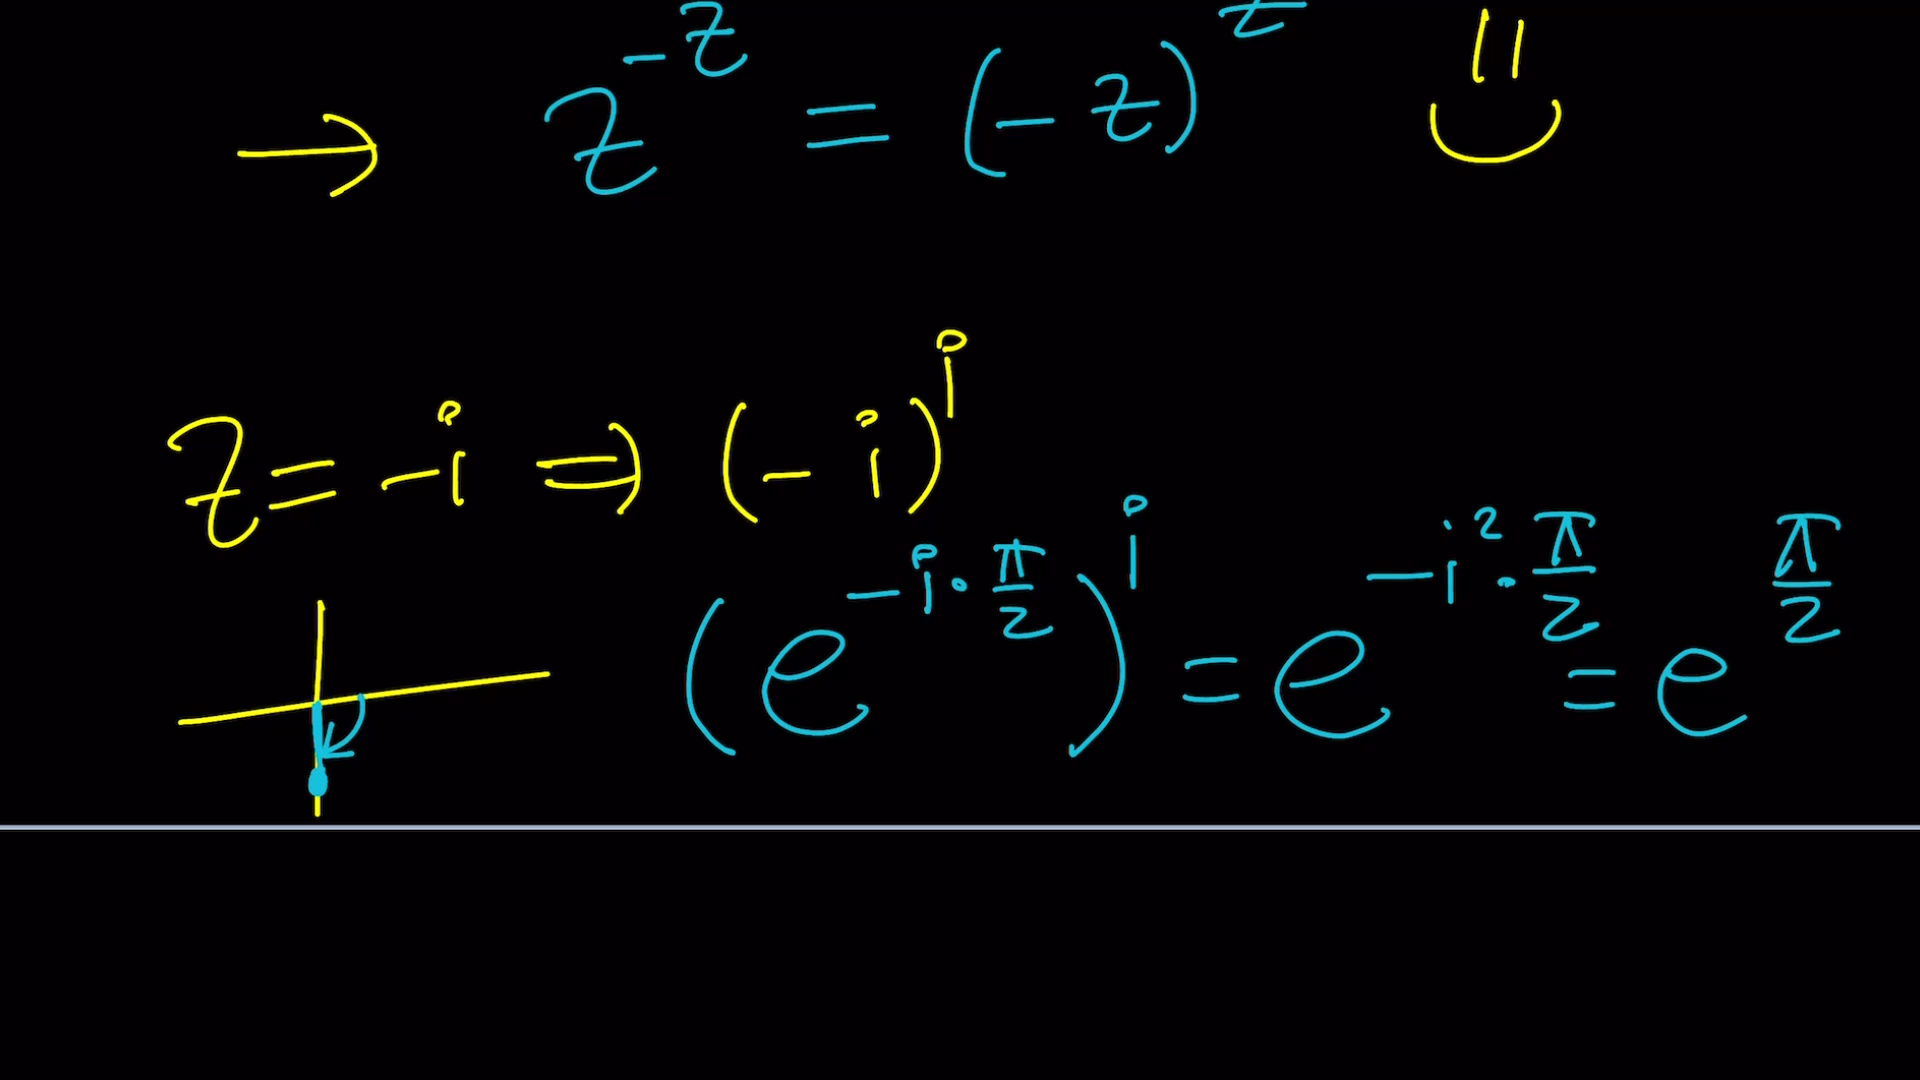 → z^{-z} = (-z)^z
z = -i ⇒ (-i)^i
(e^{-i·π/2})^i = e^{-i²·π/2} = e^{π/2}